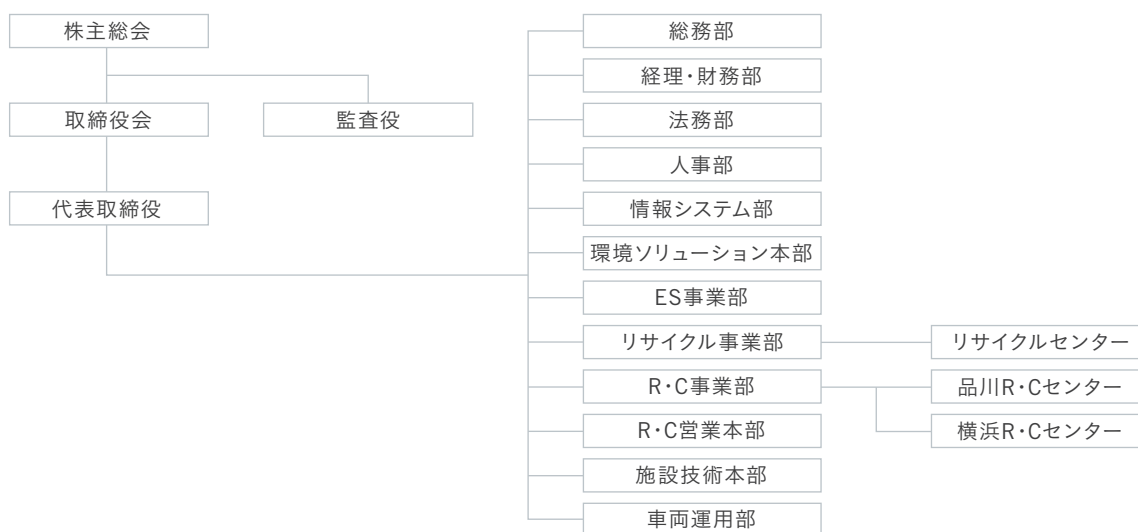 株主総会
取締役会
監査役
代表取締役
総務部
経理・財務部
法務部
人事部
情報システム部
環境ソリューション本部
ES事業部
リサイクル事業部
リサイクルセンター
R・C事業部
品川R・Cセンター
横浜R・Cセンター
R・C営業本部
施設技術本部
車両運用部